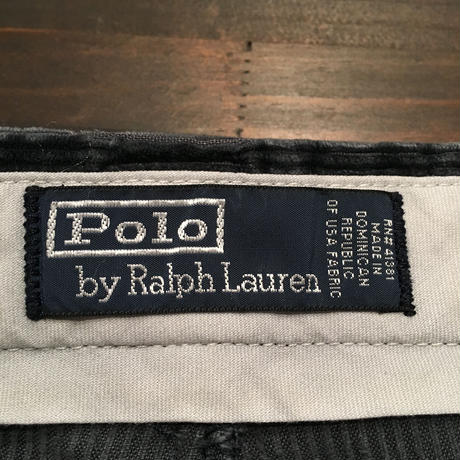 Polo
by Ralph Lauren
RN# 41381
MADE IN
DOMINICAN
REPUBLIC
OF USA FABRIC